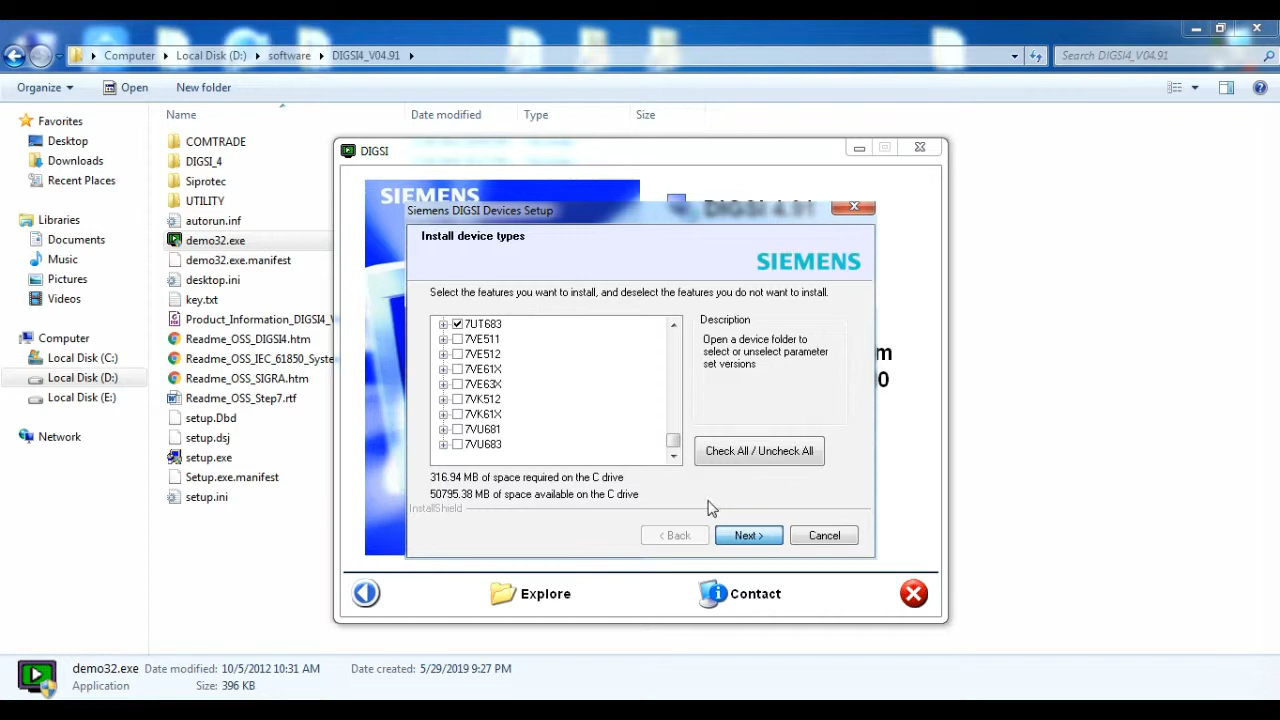 Computer
Local Disk (D:)
software
DIGSI4_V04.91
Search DIGSI4_V04.91
Organize
Open
New folder
Name
Date modified
Type
Size
Favorites
Desktop
Downloads
Recent Places
Libraries
Documents
Music
Pictures
Videos
Computer
Local Disk (C:)
Local Disk (D:)
Local Disk (E:)
Network
COMTRADE
DIGSI_4
Siprotec
UTILITY
autorun.inf
demo32.exe
demo32.exe.manifest
desktop.ini
key.txt
Product_Information_DIGSI4_V
Readme_OSS_DIGSI4.htm
Readme_OSS_IEC_61850_Syste
Readme_OSS_SIGRA.htm
Readme_OSS_Step7.rtf
setup.Dbd
setup.dsj
setup.exe
Setup.exe.manifest
setup.ini
DIGSI
SIEMENS
DIGSI 4.91
Siemens DIGSI Devices Setup
Install device types
SIEMENS
Select the features you want to install, and deselect the features you do not want to install.
7UT683
7VE511
7VE512
7VE61X
7VE63X
7VK512
7VK61X
7VU681
7VU683
Description
Open a device folder to
select or unselect parameter
set versions
m
0
Check All / Uncheck All
316.94 MB of space required on the C drive
50795.38 MB of space available on the C drive
InstallShield
< Back
Next >
Cancel
Explore
Contact
demo32.exe
Date modified: 10/5/2012 10:31 AM
Date created: 5/29/2019 9:27 PM
Application
Size: 396 KB